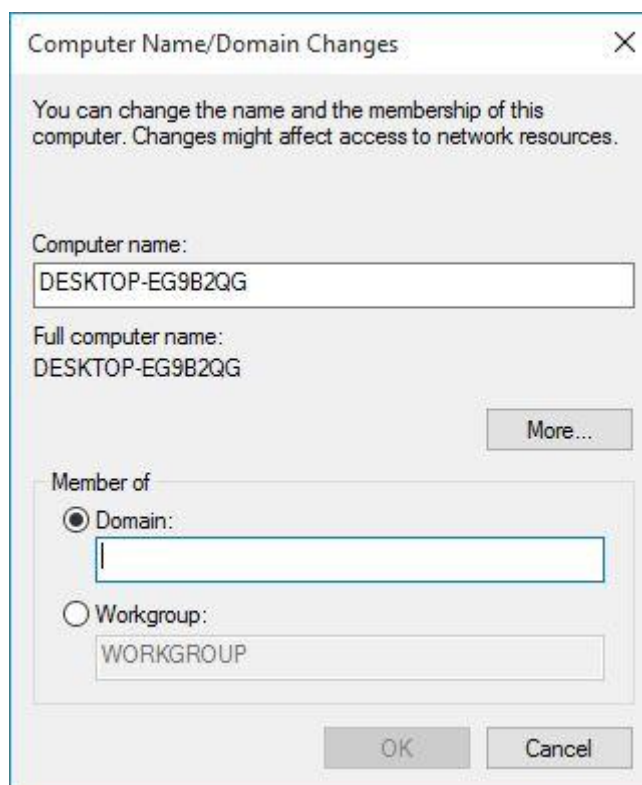 Computer Name/Domain Changes
You can change the name and the membership of this
computer. Changes might affect access to network resources.
Computer name:
DESKTOP-EG9B2QG
Full computer name:
DESKTOP-EG9B2QG
More...
Member of
Domain:
Workgroup:
WORKGROUP
OK Cancel